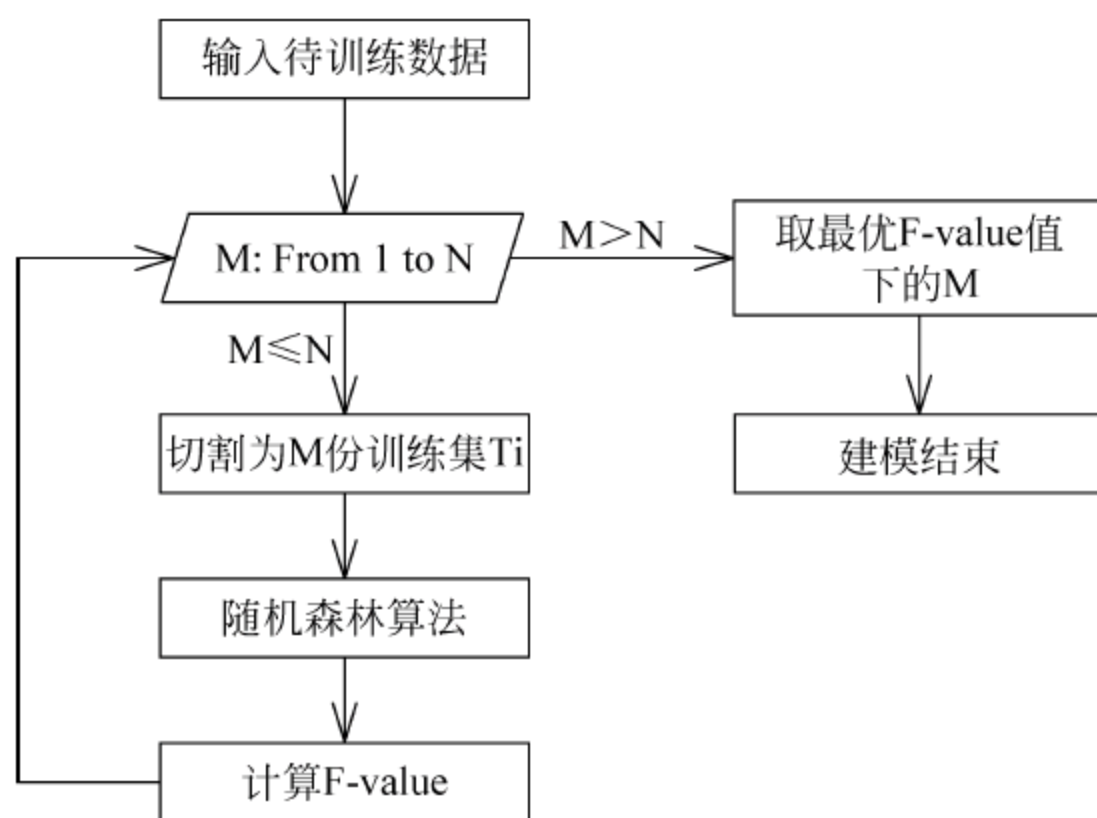 输入待训练数据
M: From 1 to N
M>N
取最优F-value值
下的M
M≤N
切割为M份训练集Ti
建模结束
随机森林算法
计算F-value